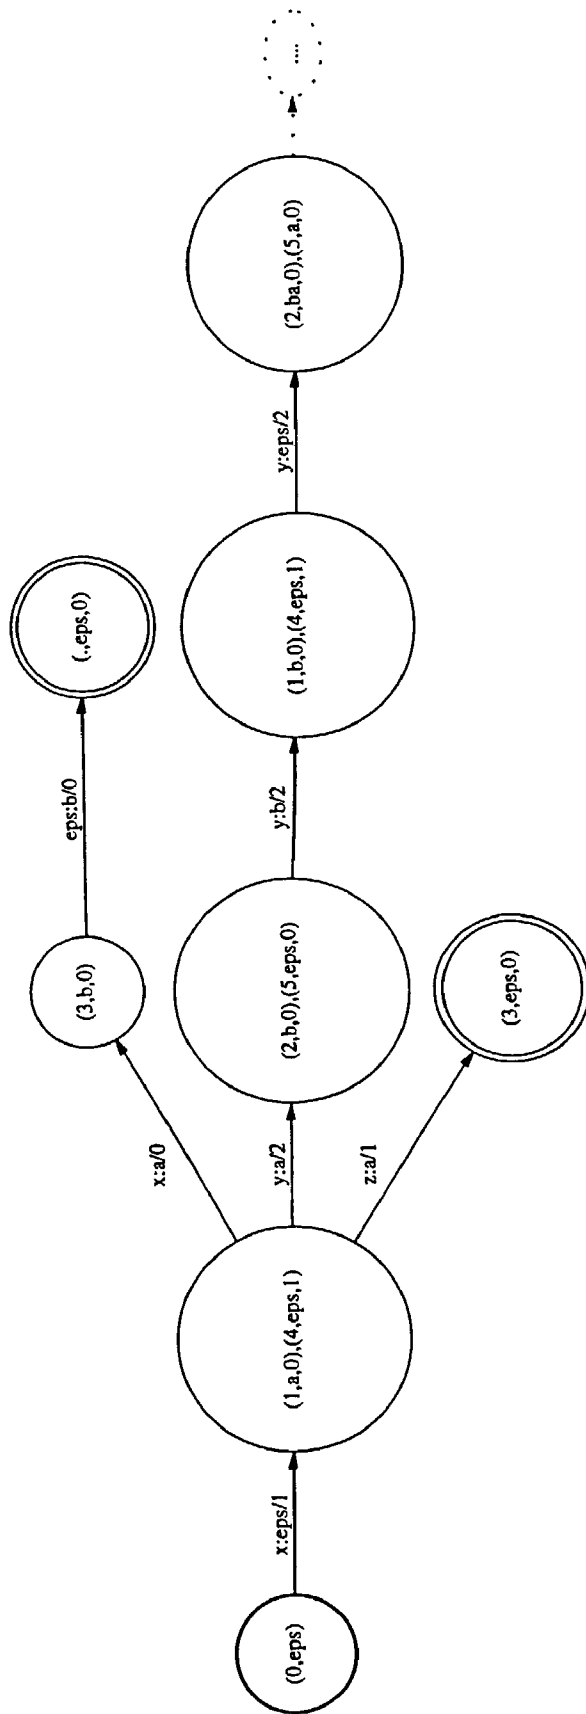 (0,eps)
x:eps/1
(1,a,0),(4,eps,1)
x:a/0
y:a/2
z:a/1
(3,b,0)
(2,b,0),(5,eps,0)
(3,eps,0)
eps:b/0
y:b/2
(.,eps,0)
(1,b,0),(4,eps,1)
y:eps/2
(2,ba,0),(5,a,0)
....